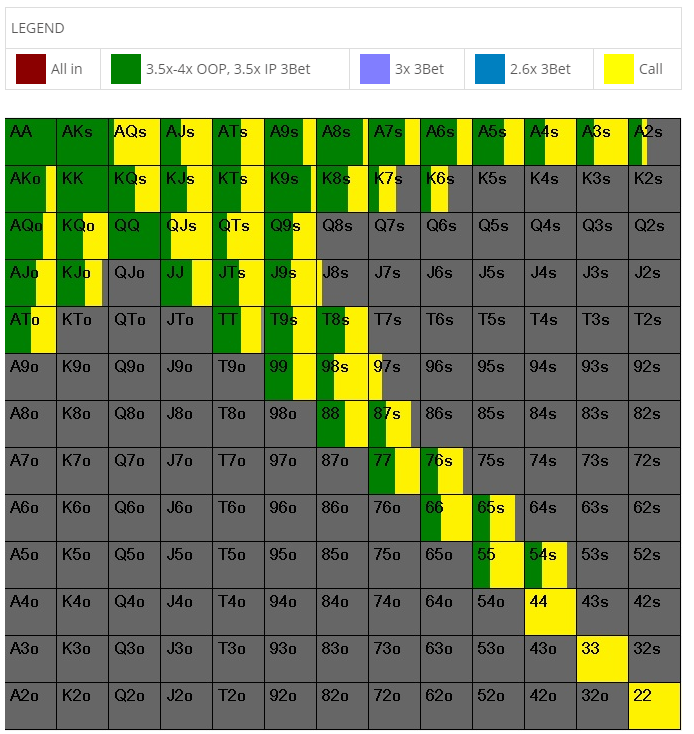 LEGEND
All in 3.5x-4x OOP, 3.5x IP 3Bet 3x 3Bet 2.6x 3Bet Call
AA AKs AQs AJs ATs A9s A8s A7s A6s A5s A4s A3s A2s
AKo KK KQs KJs KTs K9s K8s K7s K6s K5s K4s K3s K2s
AQo KQo QQ QJs QTs Q9s Q8s Q7s Q6s Q5s Q4s Q3s Q2s
AJo KJo QJo JJ JTs J9s J8s J7s J6s J5s J4s J3s J2s
ATo KTo QTo JTo TT T9s T8s T7s T6s T5s T4s T3s T2s
A9o K9o Q9o J9o T9o 99 98s 97s 96s 95s 94s 93s 92s
A8o K8o Q8o J8o T8o 98o 88 87s 86s 85s 84s 83s 82s
A7o K7o Q7o J7o T7o 97o 87o 77 76s 75s 74s 73s 72s
A6o K6o Q6o J6o T6o 96o 86o 76o 66 65s 64s 63s 62s
A5o K5o Q5o J5o T5o 95o 85o 75o 65o 55 54s 53s 52s
A4o K4o Q4o J4o T4o 94o 84o 74o 64o 54o 44 43s 42s
A3o K3o Q3o J3o T3o 93o 83o 73o 63o 53o 43o 33 32s
A2o K2o Q2o J2o T2o 92o 82o 72o 62o 52o 42o 32o 22